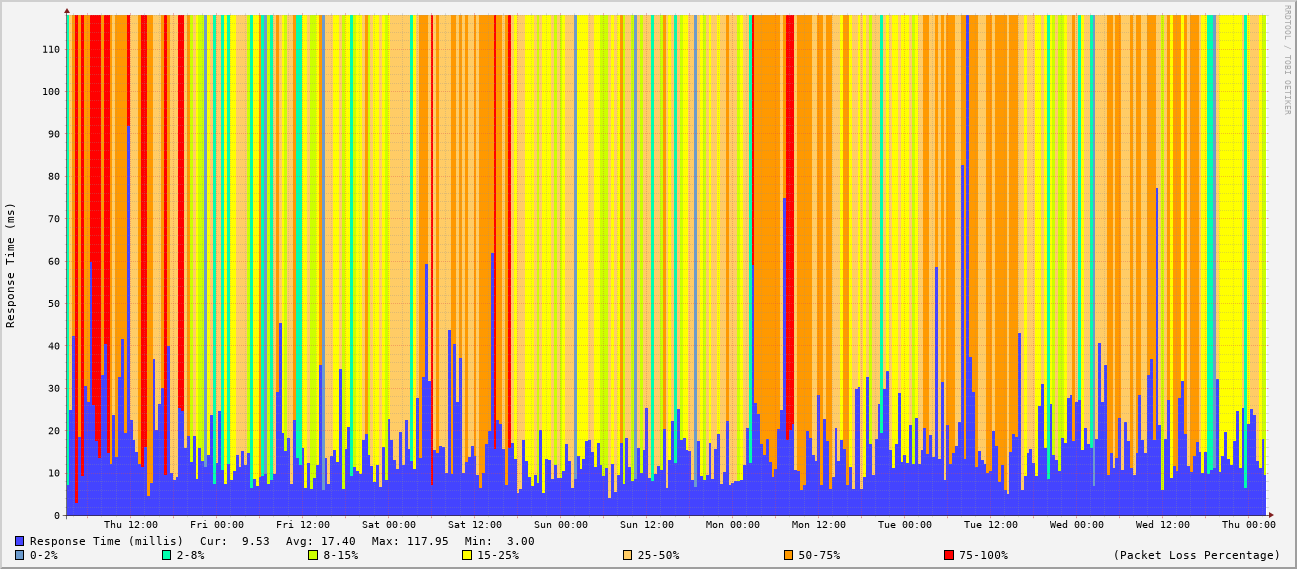 RRDTOOL / TOBI OETIKER
Response Time (ms)
110
100
90
80
70
60
50
40
30
20
10
0
Thu 12:00 Fri 00:00 Fri 12:00 Sat 00:00 Sat 12:00 Sun 00:00 Sun 12:00 Mon 00:00 Mon 12:00 Tue 00:00 Tue 12:00 Wed 00:00 Wed 12:00 Thu 00:00
Response Time (millis) Cur: 9.53 Avg: 17.40 Max: 117.95 Min: 3.00
0-2% 2-8% 8-15% 15-25% 25-50% 50-75% 75-100% (Packet Loss Percentage)